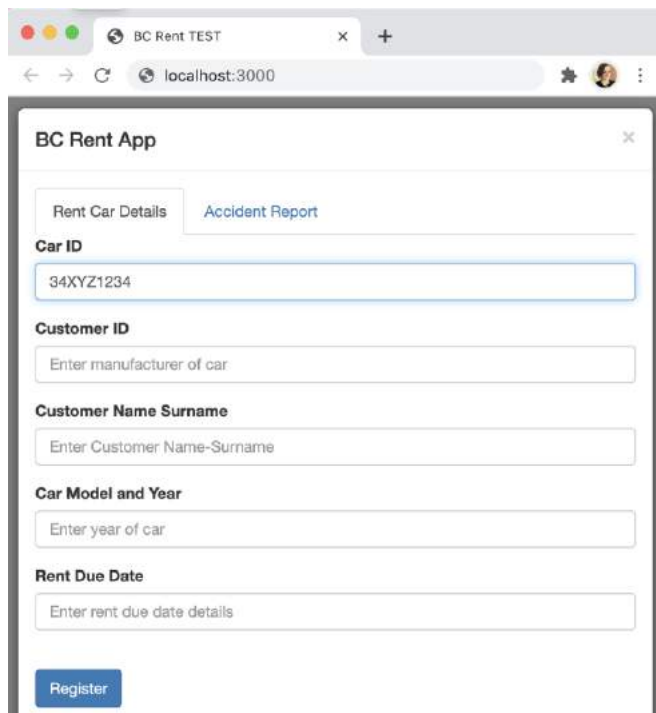 BC Rent TEST
localhost:3000
BC Rent App
Rent Car Details Accident Report
Car ID
34XYZ1234
Customer ID
Enter manufacturer of car
Customer Name Surname
Enter Customer Name-Surname
Car Model and Year
Enter year of car
Rent Due Date
Enter rent due date details
Register